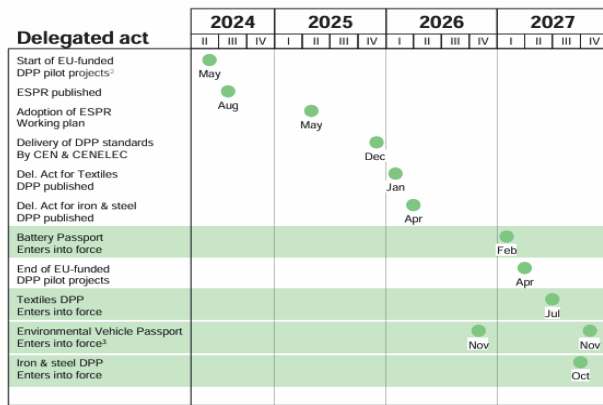 2024 2025 2026 2027
Delegated act II III IV I II III IV I II III IV I II III IV
Start of EU-funded
DPP pilot projects²
May
ESPR published
Aug
Adoption of ESPR
Working plan
May
Delivery of DPP standards
By CEN & CENELEC
Dec
Del. Act for Textiles
DPP published
Jan
Del. Act for iron & steel
DPP published
Apr
Battery Passport
Enters into force
Feb
End of EU-funded
DPP pilot projects
Apr
Textiles DPP
Enters into force
Jul
Environmental Vehicle Passport
Enters into force³
Nov Nov
Iron & steel DPP
Enters into force
Oct